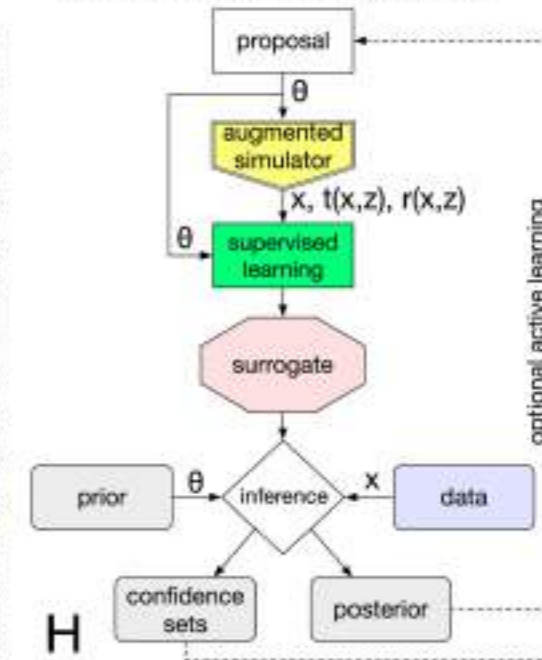 proposal
θ
augmented
simulator
x, t(x,z), r(x,z)
θ
supervised
learning
optional active learning
surrogate
prior
θ
inference
x
data
confidence
sets
posterior
H